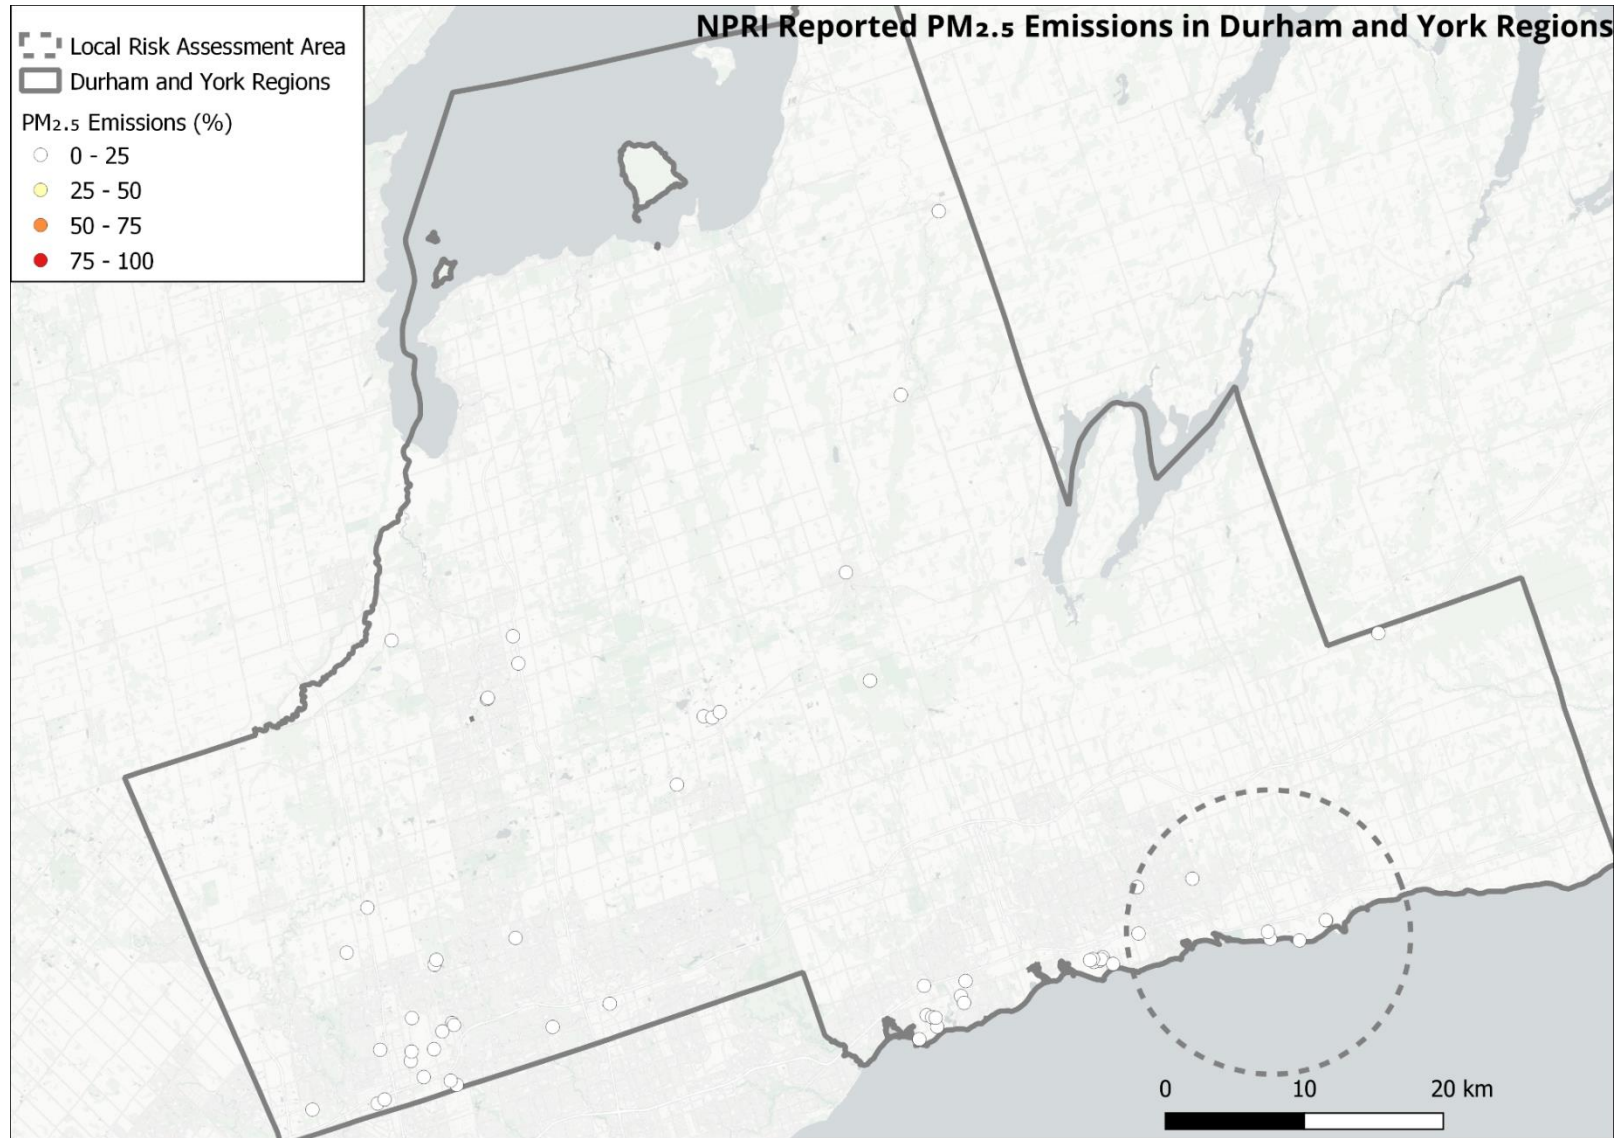 NPRI Reported PM₂.₅ Emissions in Durham and York Regions
Local Risk Assessment Area
Durham and York Regions
PM₂.₅ Emissions (%)
0 - 25
25 - 50
50 - 75
75 - 100
0 10 20 km